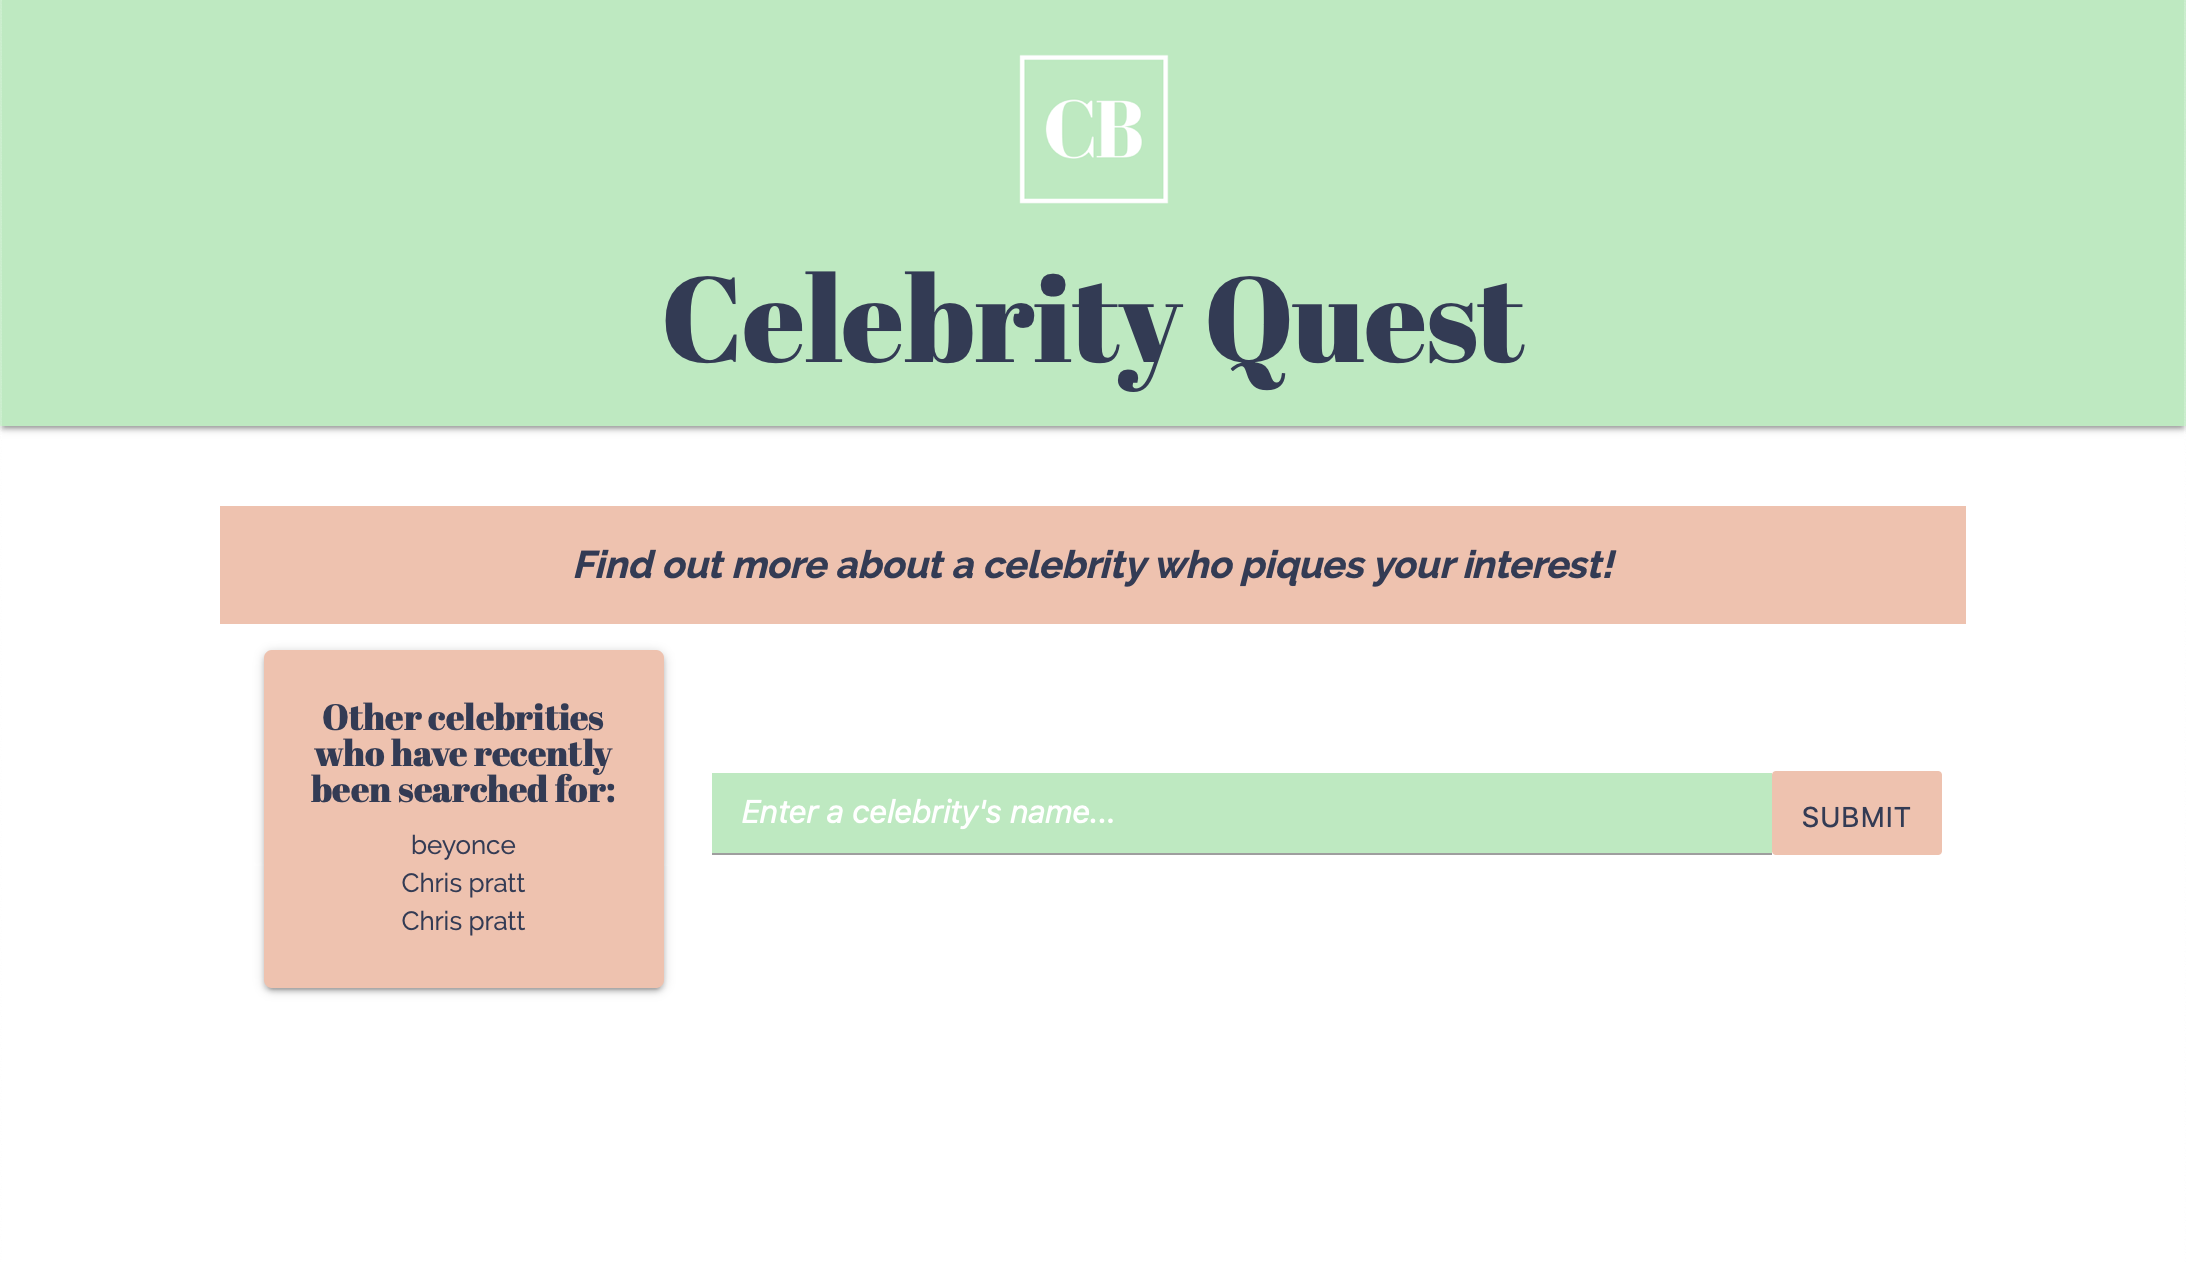 CB
Celebrity Quest
Find out more about a celebrity who piques your interest!
Other celebrities
who have recently
been searched for:
beyonce
Chris pratt
Chris pratt
Enter a celebrity's name...
SUBMIT